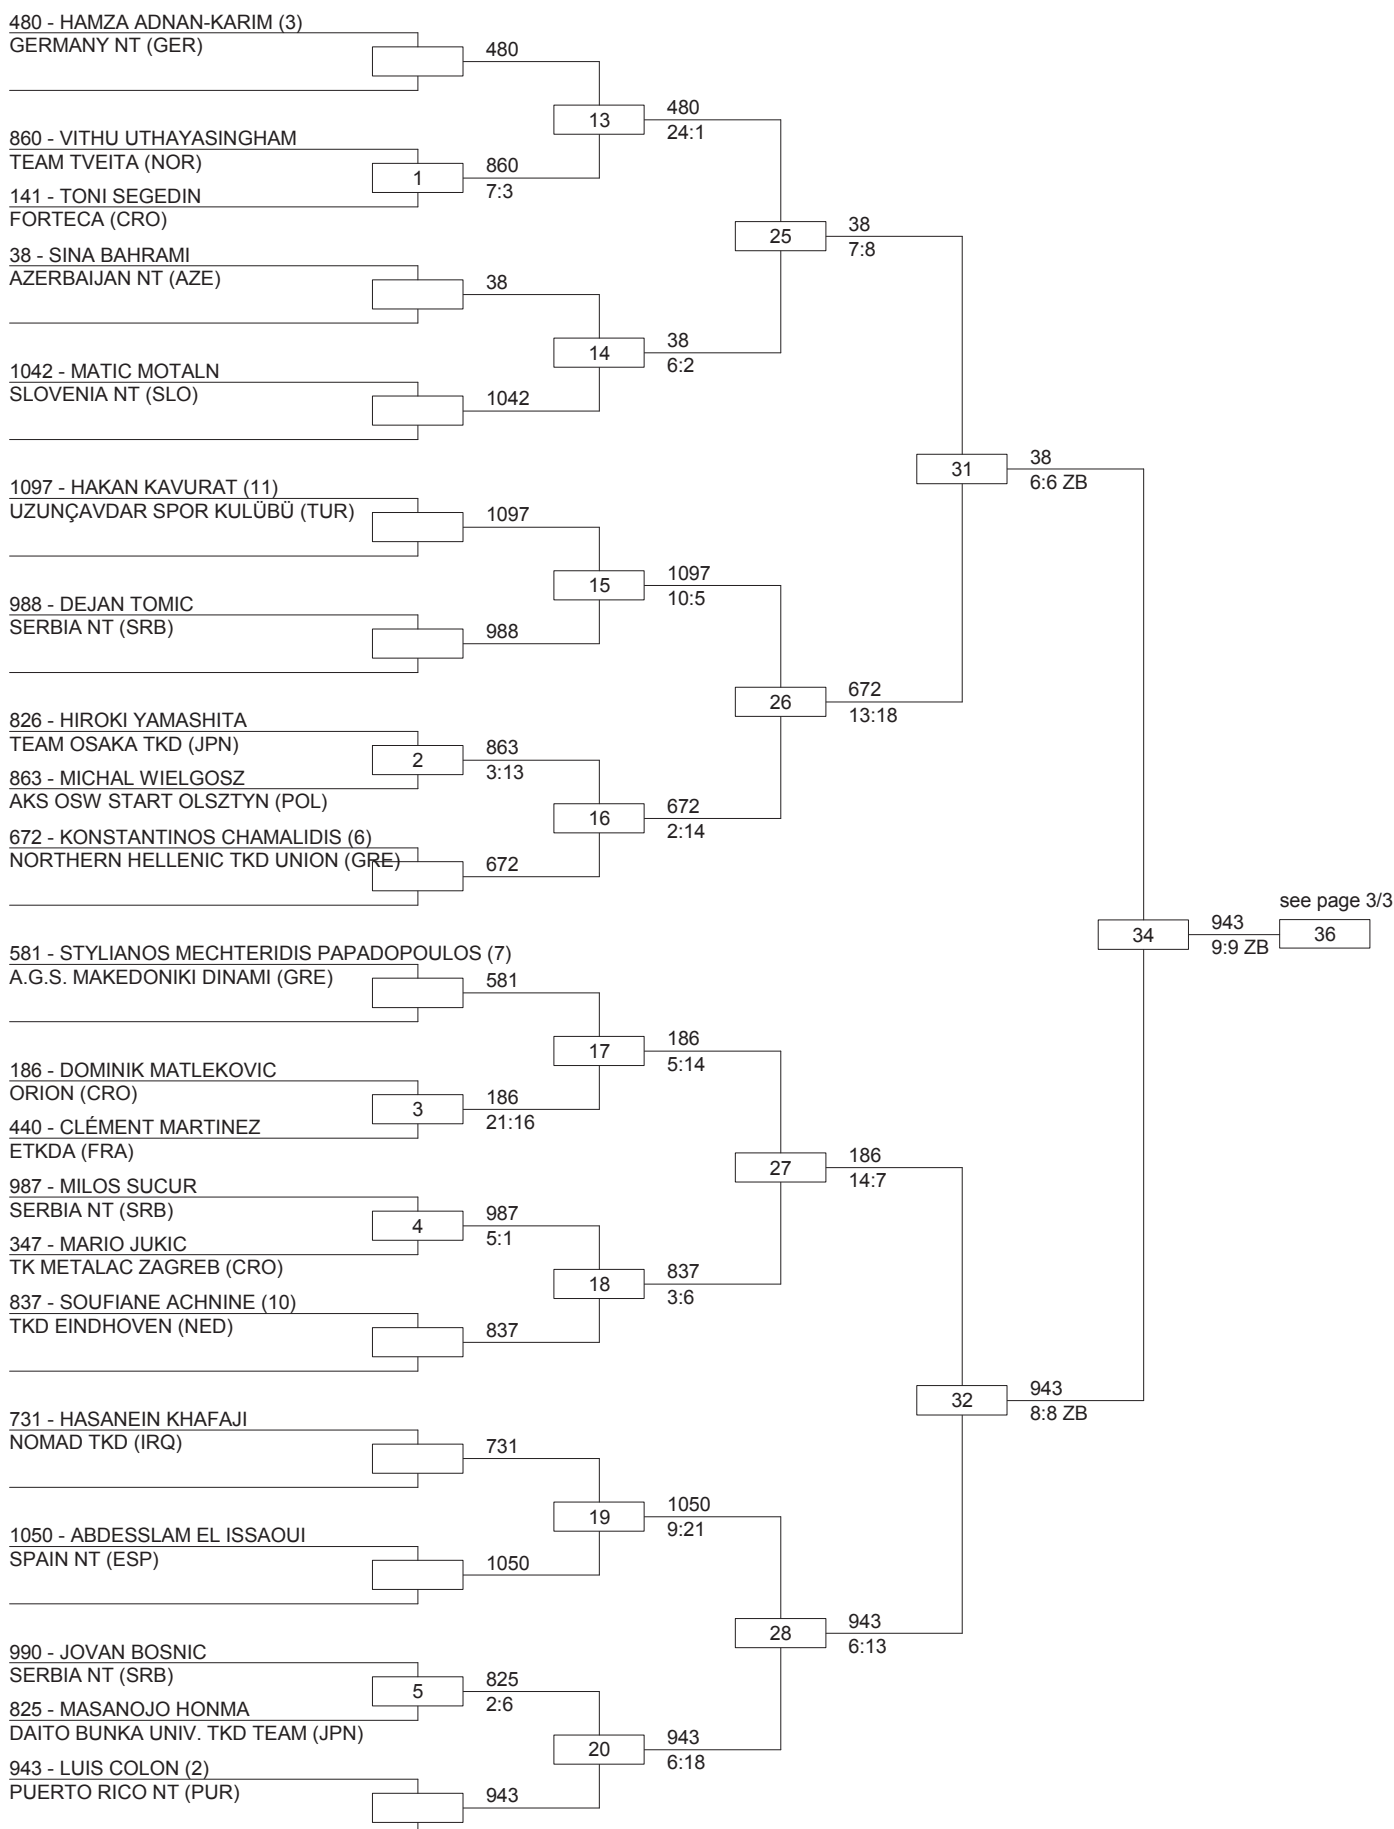 480 - HAMZA ADNAN-KARIM (3)
GERMANY NT (GER)
480
13
480
24:1
860 - VITHU UTHAYASINGHAM
TEAM TVEITA (NOR)
1
860
7:3
141 - TONI SEGEDIN
FORTECA (CRO)
25
38
7:8
38 - SINA BAHRAMI
AZERBAIJAN NT (AZE)
38
14
38
6:2
1042 - MATIC MOTALN
SLOVENIA NT (SLO)
1042
31
38
6:6 ZB
1097 - HAKAN KAVURAT (11)
UZUNÇAVDAR SPOR KULÜBÜ (TUR)
1097
15
1097
10:5
988 - DEJAN TOMIC
SERBIA NT (SRB)
988
26
672
13:18
826 - HIROKI YAMASHITA
TEAM OSAKA TKD (JPN)
2
863
3:13
863 - MICHAL WIELGOSZ
AKS OSW START OLSZTYN (POL)
16
672
2:14
672 - KONSTANTINOS CHAMALIDIS (6)
NORTHERN HELLENIC TKD UNION (GRE)
672
see page 3/3
34
943
9:9 ZB
36
581 - STYLIANOS MECHTERIDIS PAPADOPOULOS (7)
A.G.S. MAKEDONIKI DINAMI (GRE)
581
17
186
5:14
186 - DOMINIK MATLEKOVIC
ORION (CRO)
3
186
21:16
440 - CLÉMENT MARTINEZ
ETKDA (FRA)
27
186
14:7
987 - MILOS SUCUR
SERBIA NT (SRB)
4
987
5:1
347 - MARIO JUKIC
TK METALAC ZAGREB (CRO)
18
837
3:6
837 - SOUFIANE ACHNINE (10)
TKD EINDHOVEN (NED)
837
32
943
8:8 ZB
731 - HASANEIN KHAFAJI
NOMAD TKD (IRQ)
731
19
1050
9:21
1050 - ABDESSLAM EL ISSAOUI
SPAIN NT (ESP)
1050
28
943
6:13
990 - JOVAN BOSNIC
SERBIA NT (SRB)
5
825
2:6
825 - MASANOJO HONMA
DAITO BUNKA UNIV. TKD TEAM (JPN)
20
943
6:18
943 - LUIS COLON (2)
PUERTO RICO NT (PUR)
943